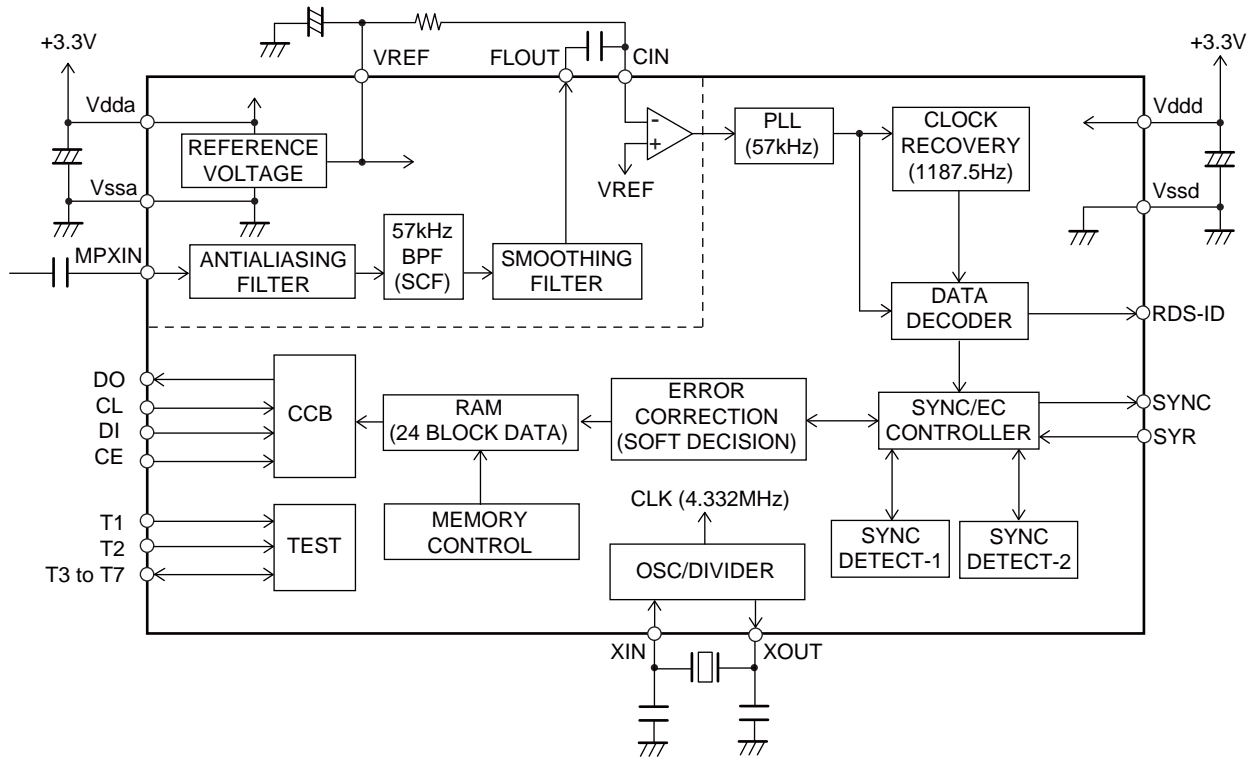 +3.3V
VREF
FLOUT
CIN
+3.3V
Vdda
REFERENCE
VOLTAGE
Vssa
VREF
PLL
(57kHz)
CLOCK
RECOVERY
(1187.5Hz)
Vddd
Vssd
MPXIN
ANTIALIASING
FILTER
57kHz
BPF
(SCF)
SMOOTHING
FILTER
DATA
DECODER
RDS-ID
DO
CL
DI
CE
CCB
RAM
(24 BLOCK DATA)
ERROR
CORRECTION
(SOFT DECISION)
SYNC/EC
CONTROLLER
SYNC
SYR
T1
T2
T3 to T7
TEST
MEMORY
CONTROL
CLK (4.332MHz)
OSC/DIVIDER
SYNC
DETECT-1
SYNC
DETECT-2
XIN
XOUT